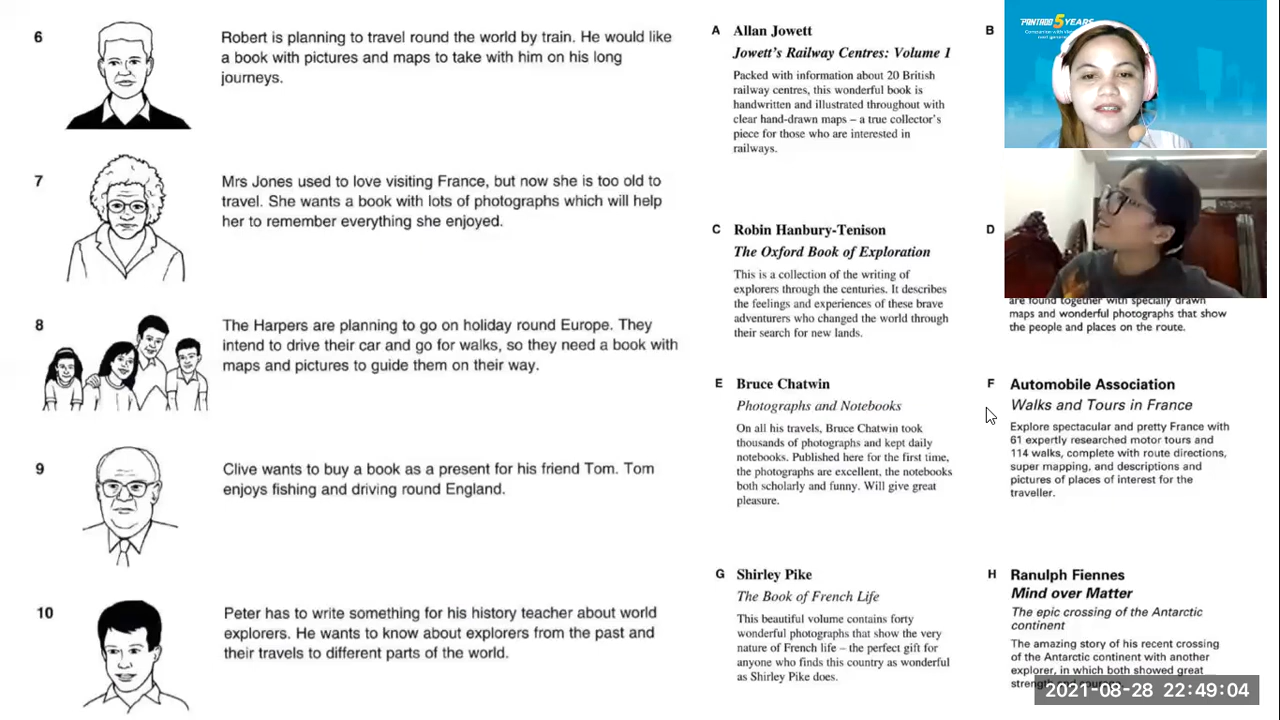 6
Robert is planning to travel round the world by train. He would like
a book with pictures and maps to take with him on his long
journeys.
7
Mrs Jones used to love visiting France, but now she is too old to
travel. She wants a book with lots of photographs which will help
her to remember everything she enjoyed.
8
The Harpers are planning to go on holiday round Europe. They
intend to drive their car and go for walks, so they need a book with
maps and pictures to guide them on their way.
9
Clive wants to buy a book as a present for his friend Tom. Tom
enjoys fishing and driving round England.
10
Peter has to write something for his history teacher about world
explorers. He wants to know about explorers from the past and
their travels to different parts of the world.
A Allan Jowett
Jowett's Railway Centres: Volume 1
Packed with information about 20 British
railway centres, this wonderful book is
handwritten and illustrated throughout with
clear hand-drawn maps – a true collector's
piece for those who are interested in
railways.
B
PANTADO 5 YEARS
C Robin Hanbury-Tenison
The Oxford Book of Exploration
This is a collection of the writing of
explorers through the centuries. It describes
the feelings and experiences of these brave
adventurers who changed the world through
their search for new lands.
D
are found together with specially drawn
maps and wonderful photographs that show
the people and places on the route.
E Bruce Chatwin
Photographs and Notebooks
On all his travels, Bruce Chatwin took
thousands of photographs and kept daily
notebooks. Published here for the first time,
the photographs are excellent, the notebooks
both scholarly and funny. Will give great
pleasure.
F Automobile Association
Walks and Tours in France
Explore spectacular and pretty France with
61 expertly researched motor tours and
114 walks, complete with route directions,
super mapping, and descriptions and
pictures of places of interest for the
traveller.
G Shirley Pike
The Book of French Life
This beautiful volume contains forty
wonderful photographs that show the very
nature of French life – the perfect gift for
anyone who finds this country as wonderful
as Shirley Pike does.
H Ranulph Fiennes
Mind over Matter
The epic crossing of the Antarctic
continent
The amazing story of his recent crossing
of the Antarctic continent with another
explorer, in which both showed great
2021-08-28 22:49:04